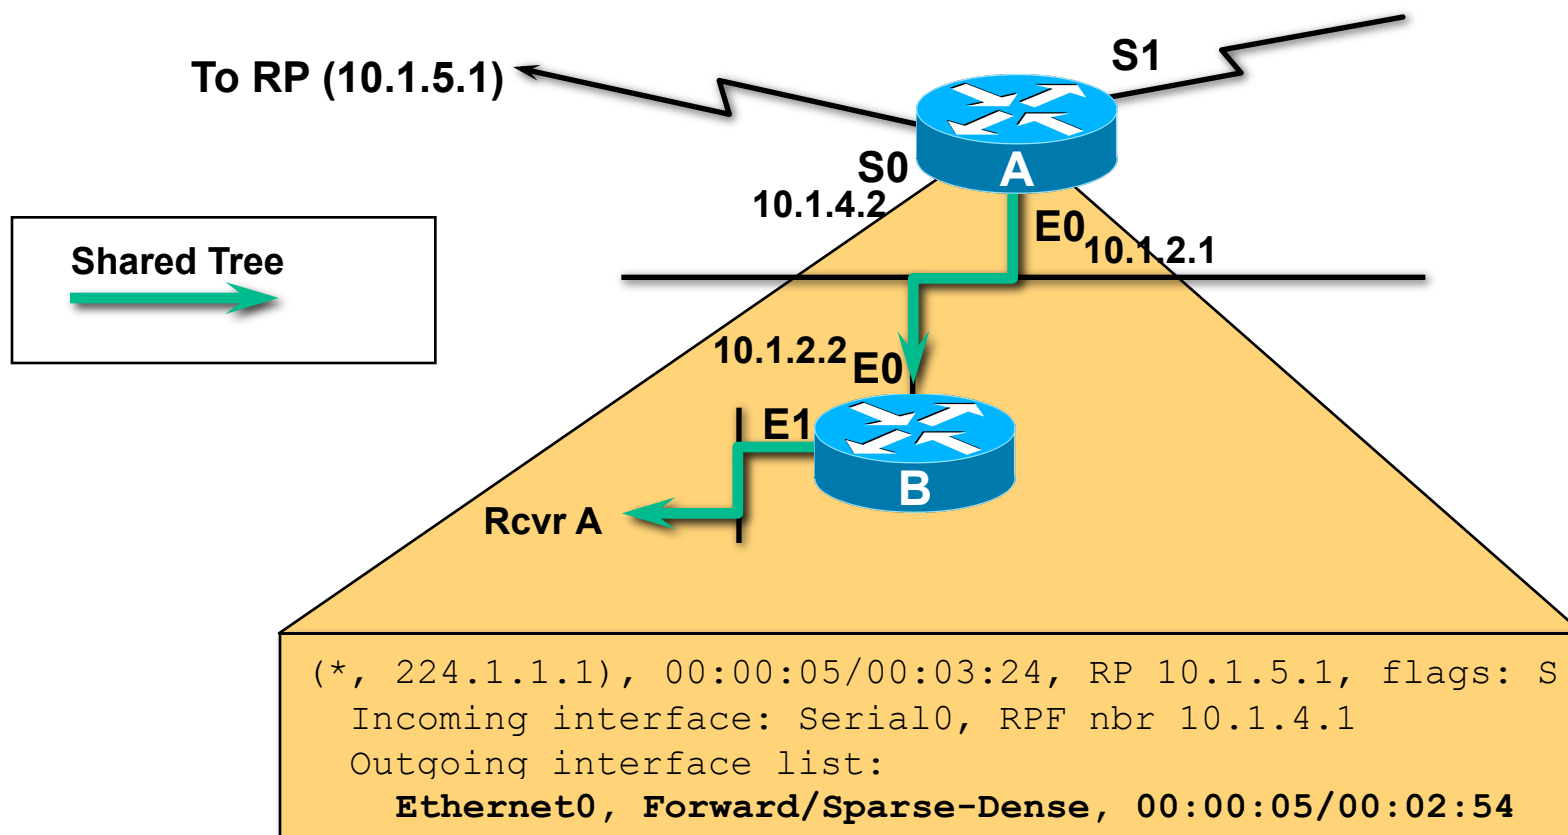 To RP (10.1.5.1)
S1
A
S0
10.1.4.2
E0
10.1.2.1
Shared Tree
10.1.2.2
E0
E1
B
Rcvr A
(*, 224.1.1.1), 00:00:05/00:03:24, RP 10.1.5.1, flags: S
Incoming interface: Serial0, RPF nbr 10.1.4.1
Outgoing interface list:
Ethernet0, Forward/Sparse-Dense, 00:00:05/00:02:54